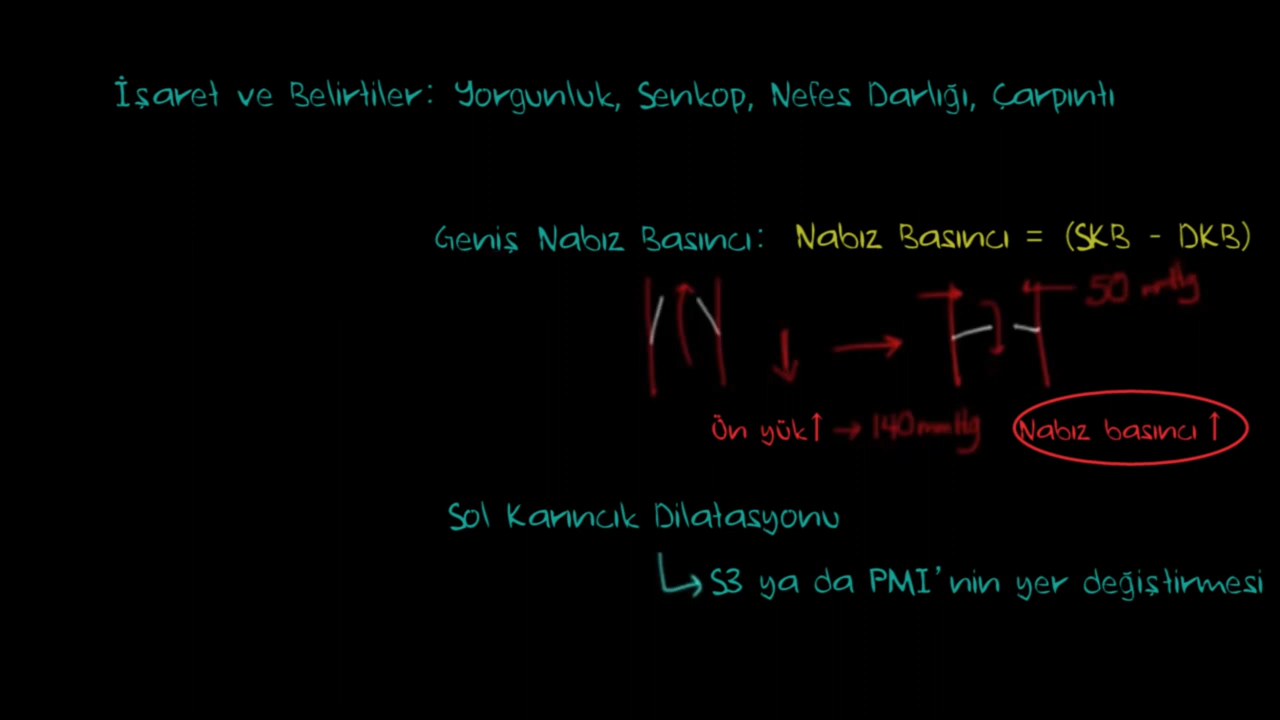 İşaret ve Belirtiler: Yorgunluk, Senkop, Nefes Darlığı, Çarpıntı
Geniş Nabız Basıncı: Nabız Basıncı = (SKB - DKB)
50 mmHg
Ön yük↑ → 140 mmHg Nabız basıncı ↑
Sol Karıncık Dilatasyonu
S3 ya da PMI'nin yer değiştirmesi